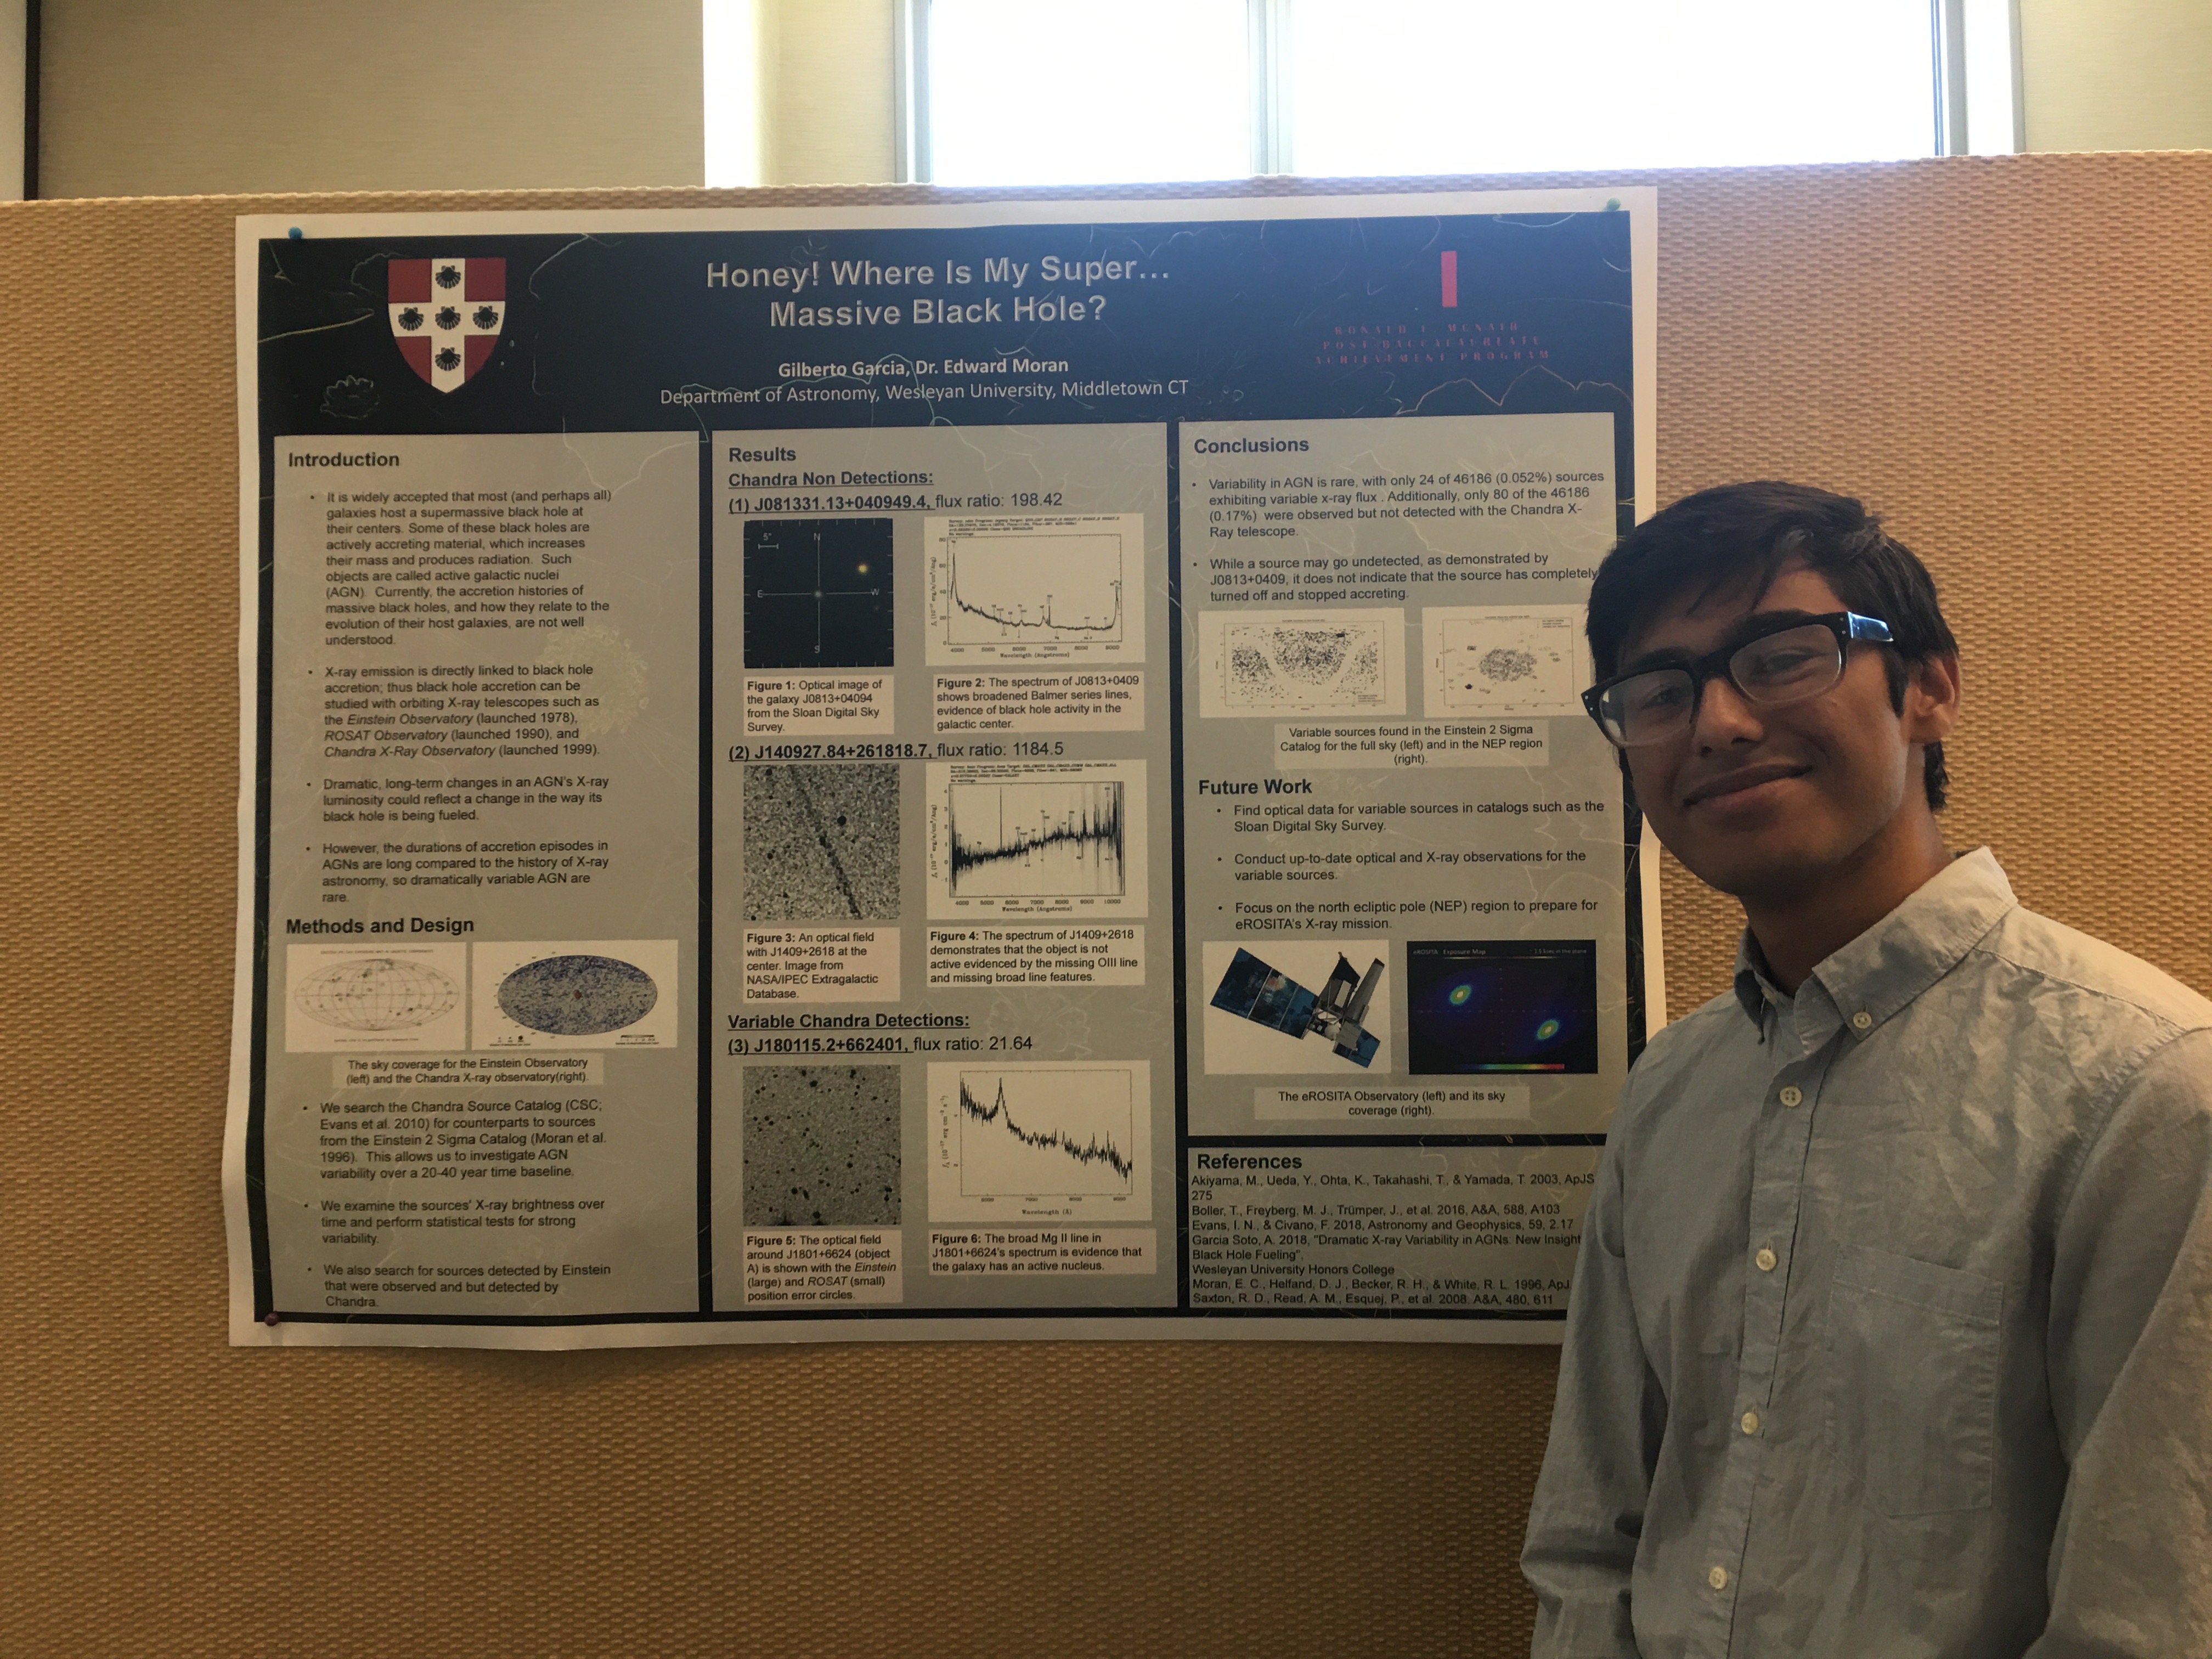 Honey! Where Is My Super...
Massive Black Hole?
Gilberto Garcia, Dr. Edward Moran
Department of Astronomy, Wesleyan University, Middletown CT
RONALD E. MCNAIR
POST-BACCALAUREATE
ACHIEVEMENT PROGRAM
Introduction
• It is widely accepted that most (and perhaps all)
galaxies host a supermassive black hole at
their centers. Some of these black holes are
actively accreting material, which increases
their mass and produces radiation. Such
objects are called active galactic nuclei
(AGN). Currently, the accretion histories of
massive black holes, and how they relate to the
evolution of their host galaxies, are not well
understood.
• X-ray emission is directly linked to black hole
accretion; thus black hole accretion can be
studied with orbiting X-ray telescopes such as
the Einstein Observatory (launched 1978),
ROSAT Observatory (launched 1990), and
Chandra X-Ray Observatory (launched 1999).
• Dramatic, long-term changes in an AGN's X-ray
luminosity could reflect a change in the way its
black hole is being fueled.
• However, the durations of accretion episodes in
AGNs are long compared to the history of X-ray
astronomy, so dramatically variable AGN are
rare.
Methods and Design
The sky coverage for the Einstein Observatory
(left) and the Chandra X-ray observatory(right).
• We search the Chandra Source Catalog (CSC;
Evans et al. 2010) for counterparts to sources
from the Einstein 2 Sigma Catalog (Moran et al.
1996). This allows us to investigate AGN
variability over a 20-40 year time baseline.
• We examine the sources' X-ray brightness over
time and perform statistical tests for strong
variability.
• We also search for sources detected by Einstein
that were observed and but detected by
Chandra.
Results
Chandra Non Detections:
(1) J081331.13+040949.4, flux ratio: 198.42
5"
N
E
W
S
Wavelength (Angstroms)
Figure 1: Optical image of
the galaxy J0813+04094
from the Sloan Digital Sky
Survey.
Figure 2: The spectrum of J0813+0409
shows broadened Balmer series lines,
evidence of black hole activity in the
galactic center.
(2) J140927.84+261818.7, flux ratio: 1184.5
4000 5000 6000 7000 8000 9000 10000
Wavelength (Angstroms)
Figure 3: An optical field
with J1409+2618 at the
center. Image from
NASA/IPEC Extragalactic
Database.
Figure 4: The spectrum of J1409+2618
demonstrates that the object is not
active evidenced by the missing OIII line
and missing broad line features.
Variable Chandra Detections:
(3) J180115.2+662401, flux ratio: 21.64
Wavelength (Å)
Figure 5: The optical field
around J1801+6624 (object
A) is shown with the Einstein
(large) and ROSAT (small)
position error circles.
Figure 6: The broad Mg II line in
J1801+6624's spectrum is evidence that
the galaxy has an active nucleus.
Conclusions
• Variability in AGN is rare, with only 24 of 46186 (0.052%) sources
exhibiting variable x-ray flux . Additionally, only 80 of the 46186
(0.17%) were observed but not detected with the Chandra X-
Ray telescope.
• While a source may go undetected, as demonstrated by
J0813+0409, it does not indicate that the source has completely
turned off and stopped accreting.
Variable sources found in the Einstein 2 Sigma
Catalog for the full sky (left) and in the NEP region
(right).
Future Work
• Find optical data for variable sources in catalogs such as the
Sloan Digital Sky Survey.
• Conduct up-to-date optical and X-ray observations for the
variable sources.
• Focus on the north ecliptic pole (NEP) region to prepare for
eROSITA's X-ray mission.
eROSITA Exposure Map
The eROSITA Observatory (left) and its sky
coverage (right).
References
Akiyama, M., Ueda, Y., Ohta, K., Takahashi, T., & Yamada, T. 2003, ApJS
275
Boller, T., Freyberg, M. J., Trümper, J., et al. 2016, A&A, 588, A103
Evans, I. N., & Civano, F. 2018, Astronomy and Geophysics, 59, 2.17
Garcia Soto, A. 2018, "Dramatic X-ray Variability in AGNs: New Insight
Black Hole Fueling",
Wesleyan University Honors College
Moran, E. C., Helfand, D. J., Becker, R. H., & White, R. L. 1996, ApJ
Saxton, R. D., Read, A. M., Esquej, P., et al. 2008, A&A, 480, 611